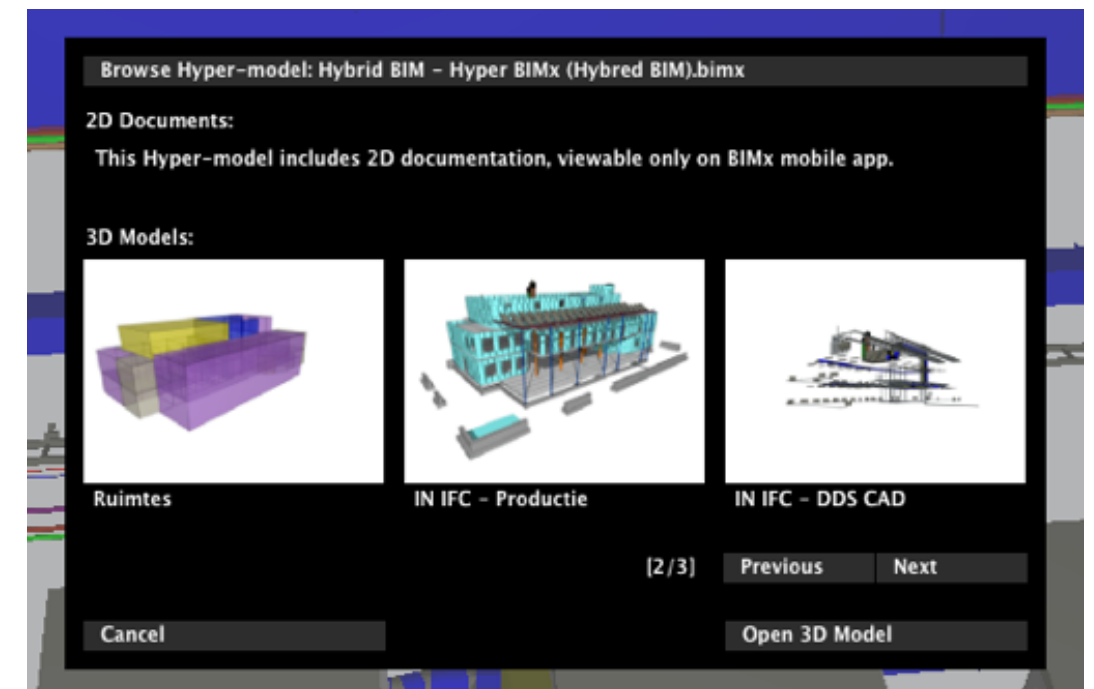 Browse Hyper-model: Hybrid BIM - Hyper BIMx (Hybred BIM).bimx
2D Documents:
This Hyper-model includes 2D documentation, viewable only on BIMx mobile app.
3D Models:
Ruimtes
IN IFC - Productie
IN IFC - DDS CAD
[2/3]
Previous
Next
Cancel
Open 3D Model